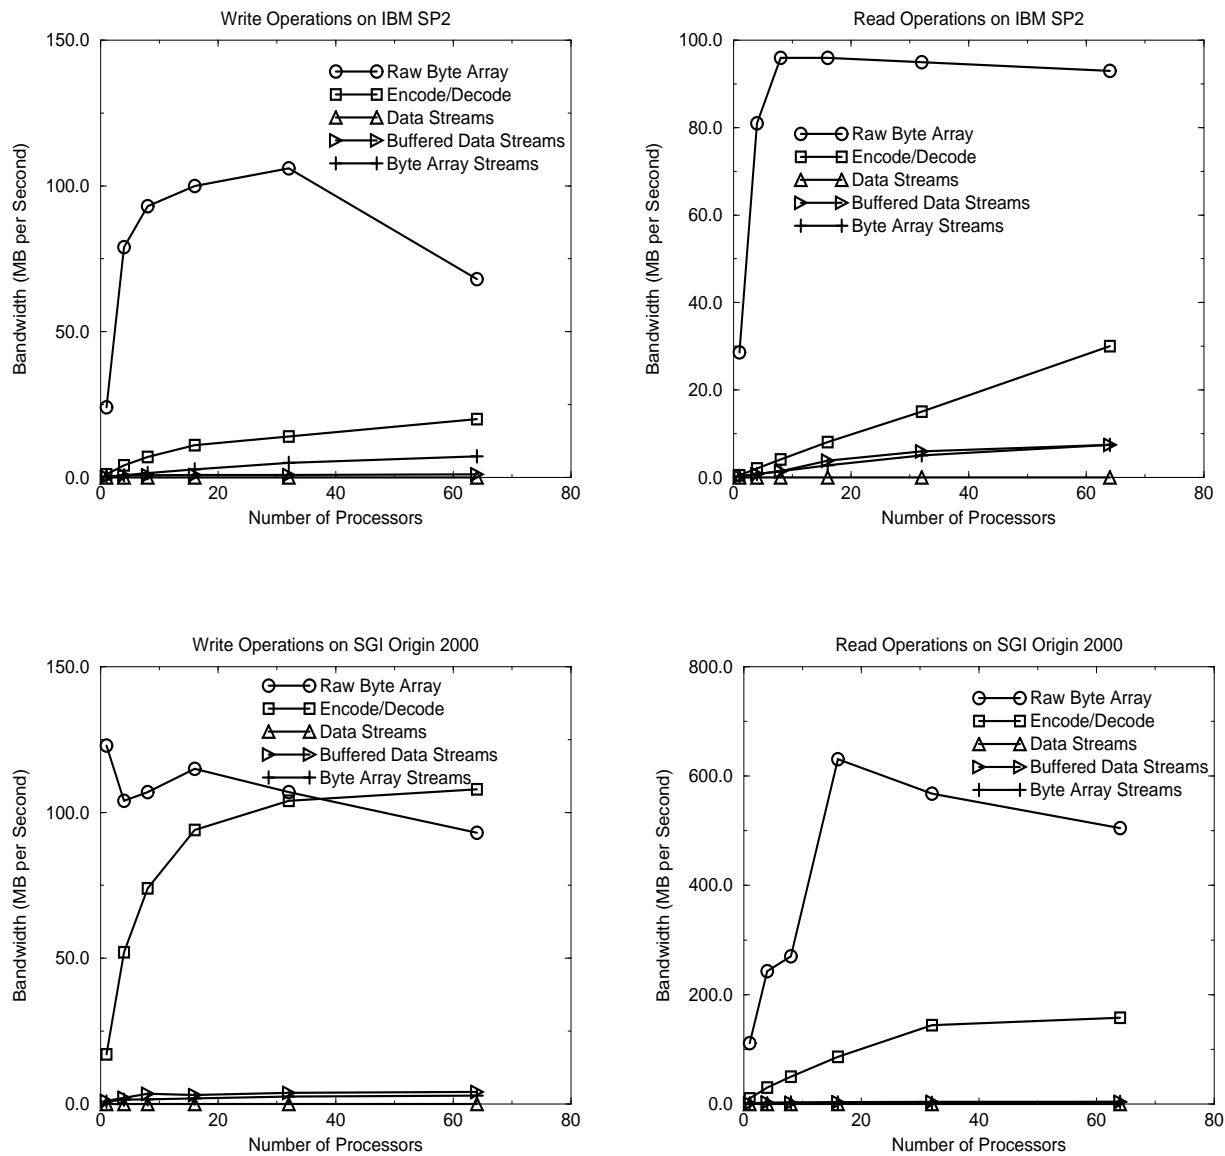 Write Operations on IBM SP2
150.0
100.0
50.0
0.0
Bandwidth (MB per Second)
0
20
40
60
80
Number of Processors
Raw Byte Array
Encode/Decode
Data Streams
Buffered Data Streams
Byte Array Streams
Read Operations on IBM SP2
100.0
80.0
60.0
40.0
20.0
0.0
Bandwidth (MB per Second)
0
20
40
60
80
Number of Processors
Raw Byte Array
Encode/Decode
Data Streams
Buffered Data Streams
Byte Array Streams
Write Operations on SGI Origin 2000
150.0
100.0
50.0
0.0
Bandwidth (MB per Second)
0
20
40
60
80
Number of Processors
Raw Byte Array
Encode/Decode
Data Streams
Buffered Data Streams
Byte Array Streams
Read Operations on SGI Origin 2000
800.0
600.0
400.0
200.0
0.0
Bandwidth (MB per Second)
0
20
40
60
80
Number of Processors
Raw Byte Array
Encode/Decode
Data Streams
Buffered Data Streams
Byte Array Streams